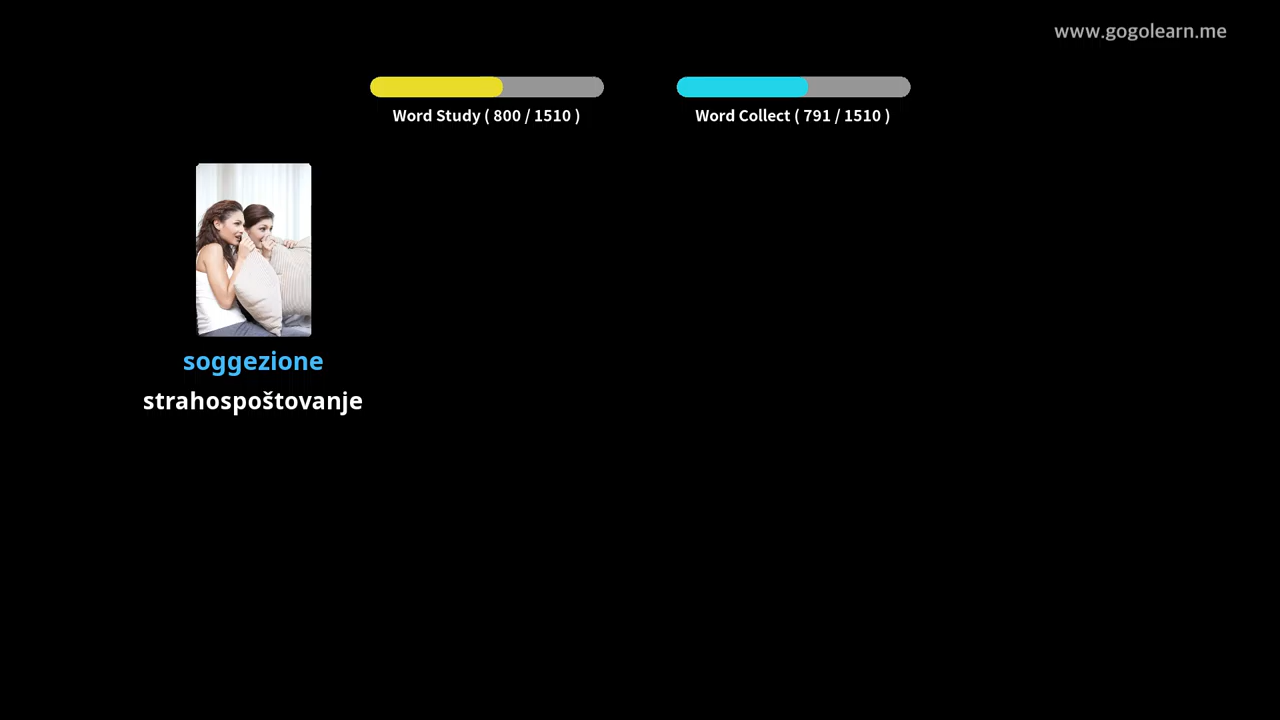 www.gogolearn.me
Word Study ( 800 / 1510 )
Word Collect ( 791 / 1510 )
soggezione
strahospoštovanje